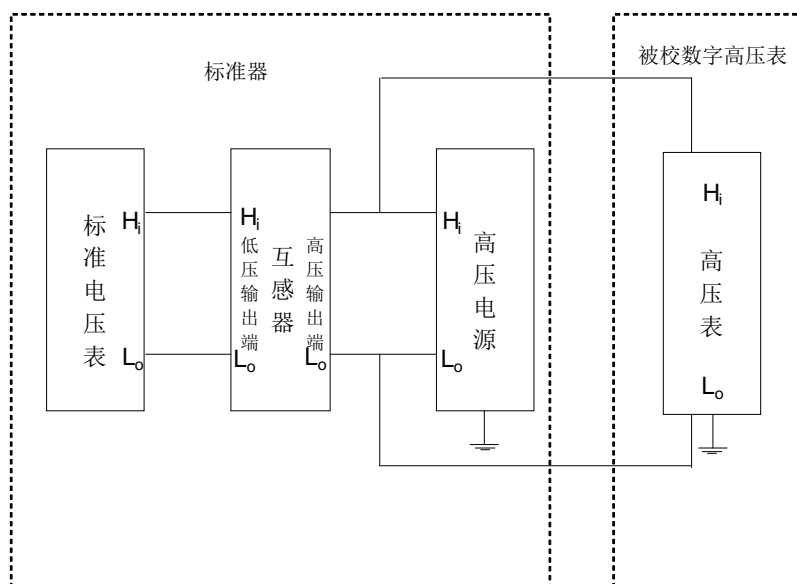 标准器
被校数字高压表
标准电压表
Hi
Lo
Hi
低压输出端
Lo
互感器
高压输出端
Lo
Hi
高压电源
Lo
Hi
高压表
Lo